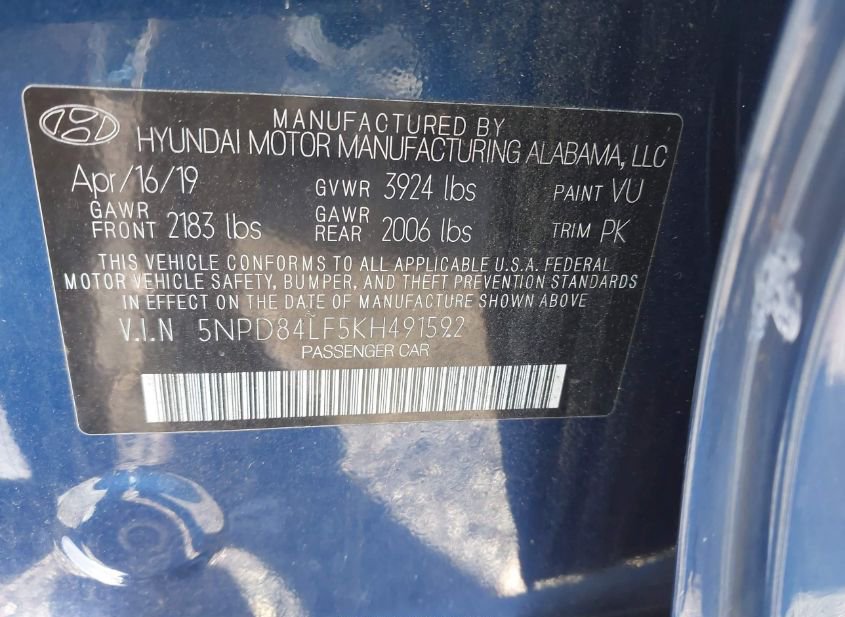 MANUFACTURED BY
HYUNDAI MOTOR MANUFACTURING ALABAMA, LLC
Apr/16/19 GVWR 3924 lbs PAINT VU
GAWR FRONT 2183 lbs GAWR REAR 2006 lbs TRIM PK
THIS VEHICLE CONFORMS TO ALL APPLICABLE U.S.A. FEDERAL
MOTOR VEHICLE SAFETY, BUMPER, AND THEFT PREVENTION STANDARDS
IN EFFECT ON THE DATE OF MANUFACTURE SHOWN ABOVE.
V.I.N 5NPD84LF5KH491592
PASSENGER CAR